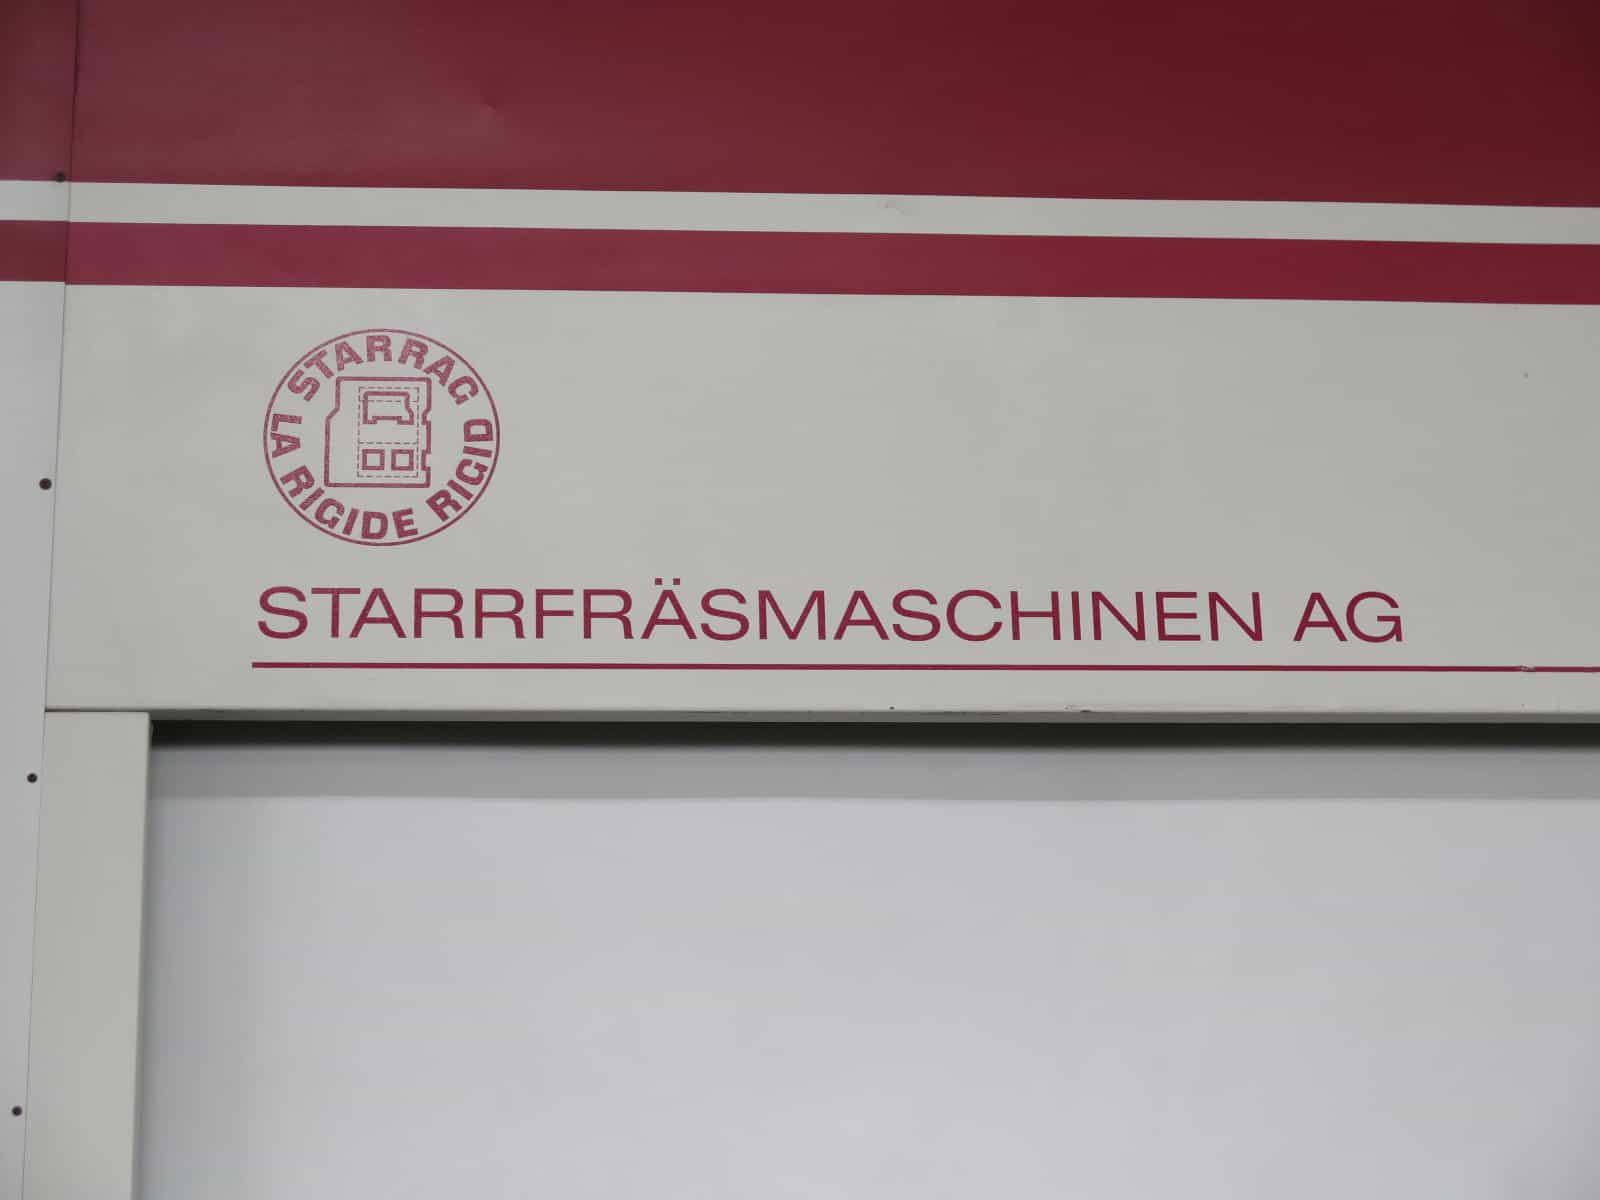 STARRAG
LA RIGIDE RIGID
STARRFRÄSMASCHINEN AG